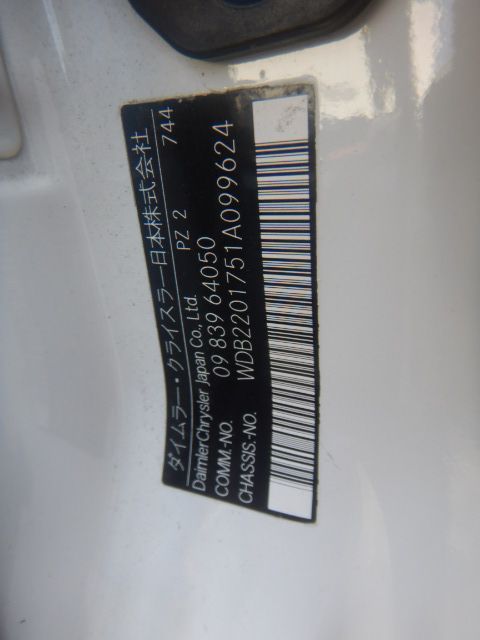 ダイムラー・クライスラー日本株式会社
DaimlerChrysler Japan Co., Ltd. PZ 2 744
COMM.-NO. 09 839 64050
CHASSIS.-NO. WDB2201751A099624